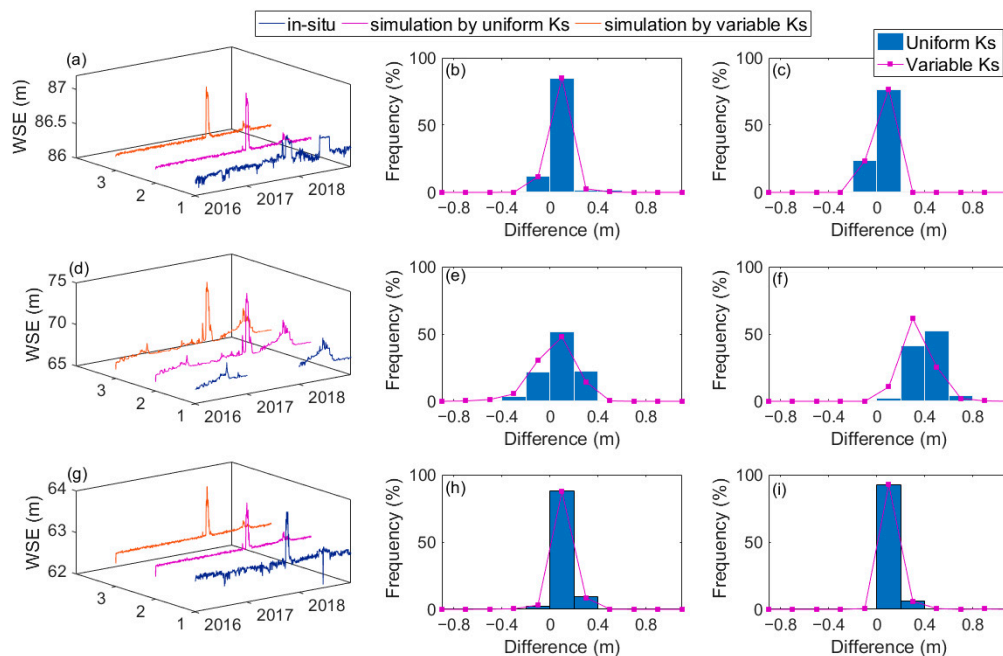 in-situ simulation by uniform Ks simulation by variable Ks
Uniform Ks
Variable Ks
(a)
WSE (m)
87
86.5
86
3
2
1
2016
2017
2018
(b)
Frequency (%)
100
50
0
−0.8 −0.4 0 0.4 0.8
Difference (m)
(c)
Frequency (%)
100
50
0
−0.8 −0.4 0 0.4 0.8
Difference (m)
(d)
WSE (m)
75
70
65
3
2
1
2016
2017
2018
(e)
Frequency (%)
100
50
0
−0.8 −0.4 0 0.4 0.8
Difference (m)
(f)
Frequency (%)
100
50
0
−0.8 −0.4 0 0.4 0.8
Difference (m)
(g)
WSE (m)
64
63
62
3
2
1
2016
2017
2018
(h)
Frequency (%)
100
50
0
−0.8 −0.4 0 0.4 0.8
Difference (m)
(i)
Frequency (%)
100
50
0
−0.8 −0.4 0 0.4 0.8
Difference (m)